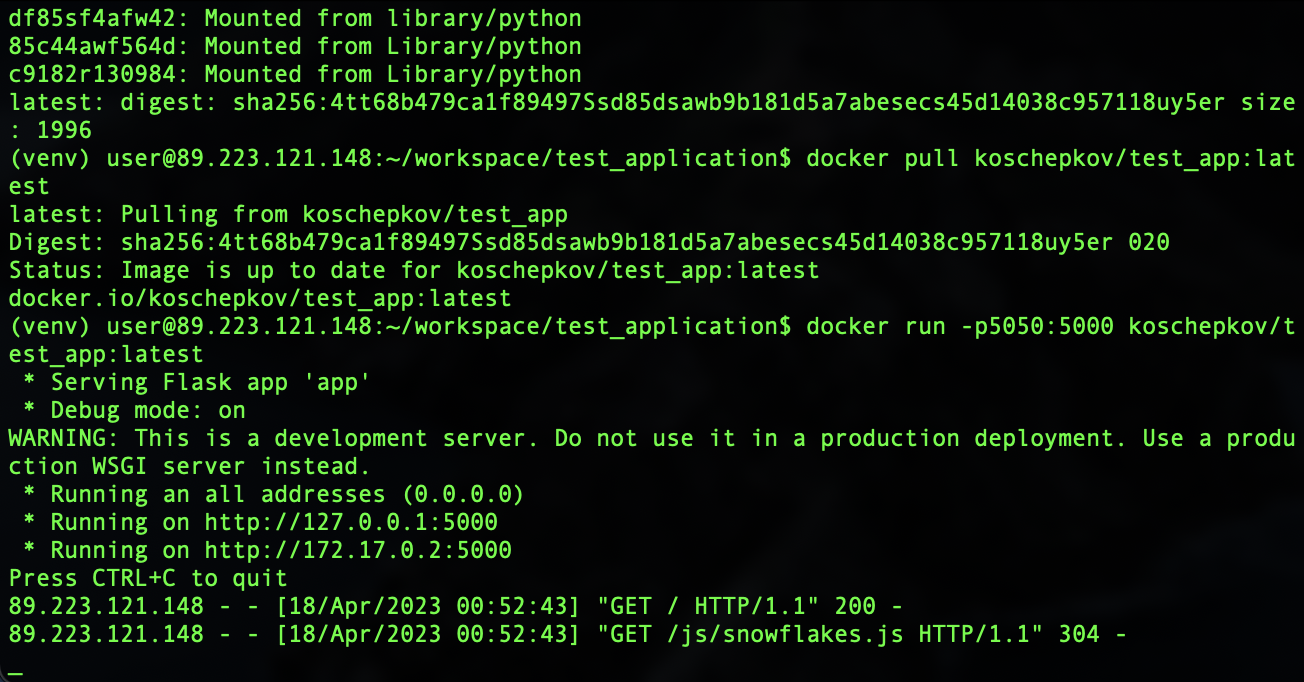 df85sf4afw42: Mounted from library/python
85c44awf564d: Mounted from Library/python
c9182r130984: Mounted from Library/python
latest: digest: sha256:4tt68b479ca1f89497Ssd85dsawb9b181d5a7abesecs45d14038c957118uy5er size
: 1996
(venv) user@89.223.121.148:~/workspace/test_application$ docker pull koschepkov/test_app:lat
est
latest: Pulling from koschepkov/test_app
Digest: sha256:4tt68b479ca1f89497Ssd85dsawb9b181d5a7abesecs45d14038c957118uy5er 020
Status: Image is up to date for koschepkov/test_app:latest
docker.io/koschepkov/test_app:latest
(venv) user@89.223.121.148:~/workspace/test_application$ docker run -p5050:5000 koschepkov/t
est_app:latest
 * Serving Flask app 'app'
 * Debug mode: on
WARNING: This is a development server. Do not use it in a production deployment. Use a produ
ction WSGI server instead.
 * Running an all addresses (0.0.0.0)
 * Running on http://127.0.0.1:5000
 * Running on http://172.17.0.2:5000
Press CTRL+C to quit
89.223.121.148 - - [18/Apr/2023 00:52:43] "GET / HTTP/1.1" 200 -
89.223.121.148 - - [18/Apr/2023 00:52:43] "GET /js/snowflakes.js HTTP/1.1" 304 -
_